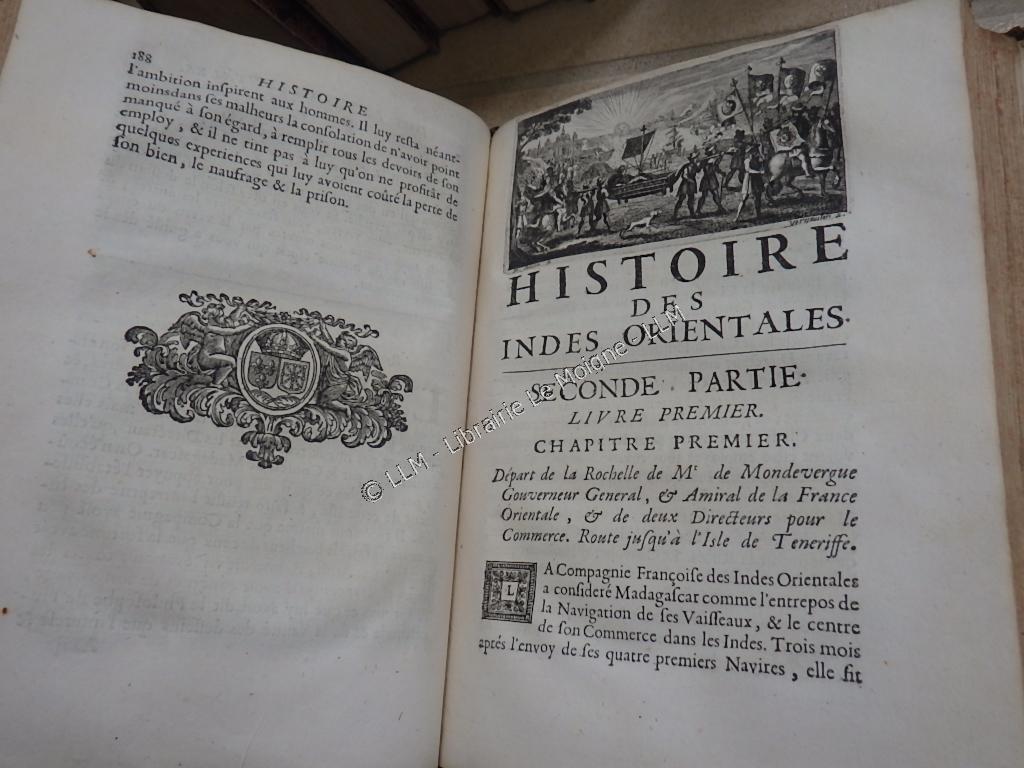 188
HISTOIRE
l'ambition inspirent aux hommes. Il luy resta néant-
moinsdans ses malheurs la consolation de n'avoir point
manqué à son égard, à remplir tous les devoirs de son
employ; & il ne tint pas à luy qu'on ne profitât de
quelques experiences qui luy avoient coûté la perte de
son bien, le naufrage & la prison.
HISTOIRE
DES
INDES ORIENTALES.
SECONDE PARTIE.
LIVRE PREMIER.
CHAPITRE PREMIER.
Départ de la Rochelle de Mr de Mondevergue
Gouverneur General, & Amiral de la France
Orientale, & de deux Directeurs pour le
Commerce. Route jusqu'à l'Isle de Teneriffe.
LA Compagnie Françoise des Indes Orientales
a consideré Madagascar comme l'entrepos de
la Navigation de ses Vaisseaux, & le centre
de son Commerce dans les Indes. Trois mois
aprés l'envoy de ses quatre premiers Navires, elle fit
© LLM - Librairie Le Moigne - LLM